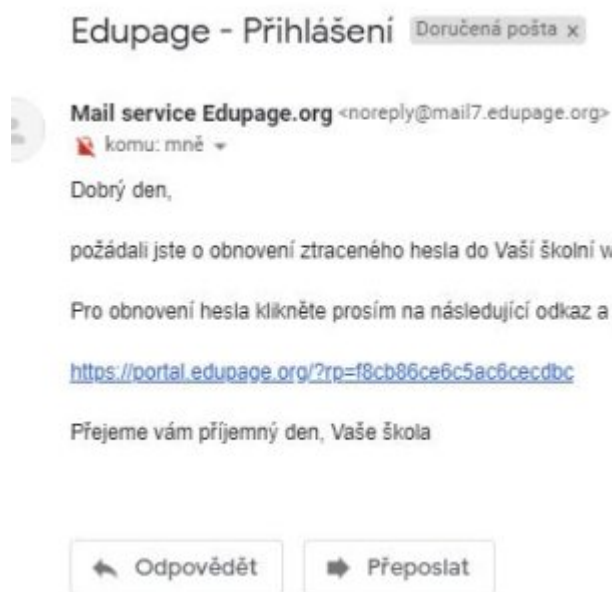 Edupage - Přihlášení Doručená pošta x
Mail service Edupage.org <noreply@mail7.edupage.org>
komu: mně
Dobrý den,
požádali jste o obnovení ztraceného hesla do Vaší školní w
Pro obnovení hesla klikněte prosím na následující odkaz a
https://portal.edupage.org/?rp=f8cb86ce6c5ac6cecdbc
Přejeme vám příjemný den, Vaše škola
Odpovědět Přeposlat